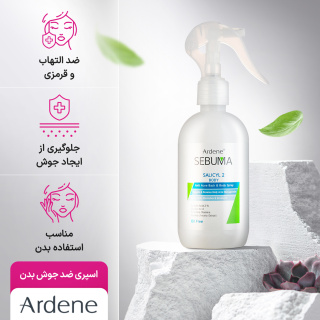 ضد التهاب
و قرمزی
جلوگیری از
ایجاد جوش
مناسب
استفاده بدن
اسپری ضد جوش بدن
Ardene
Ardene
SEBUMA
SALICYL 2
BODY